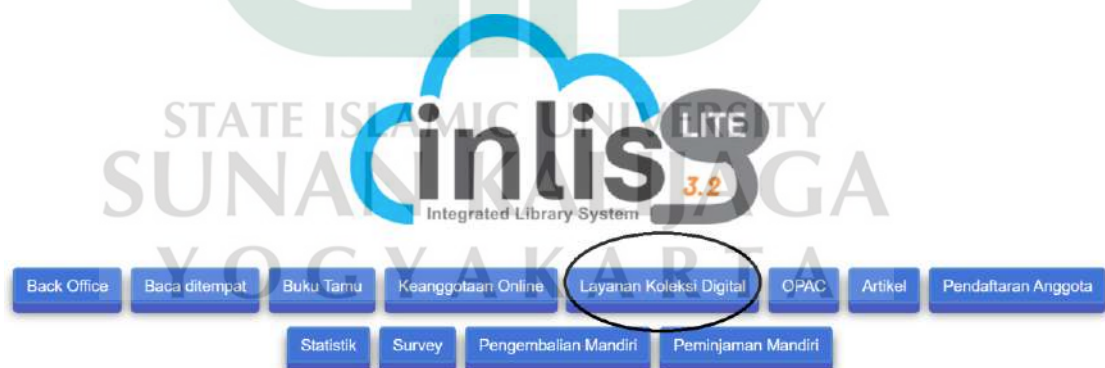 STATE ISLAMIC UNIVERSITY
SUNAN KALIJAGA
YOGYAKARTA
inlis LITE
3.2
Integrated Library System
Back Office Baca ditempat Buku Tamu Keanggotaan Online Layanan Koleksi Digital OPAC Artikel Pendaftaran Anggota
Statistik Survey Pengembalian Mandiri Peminjaman Mandiri